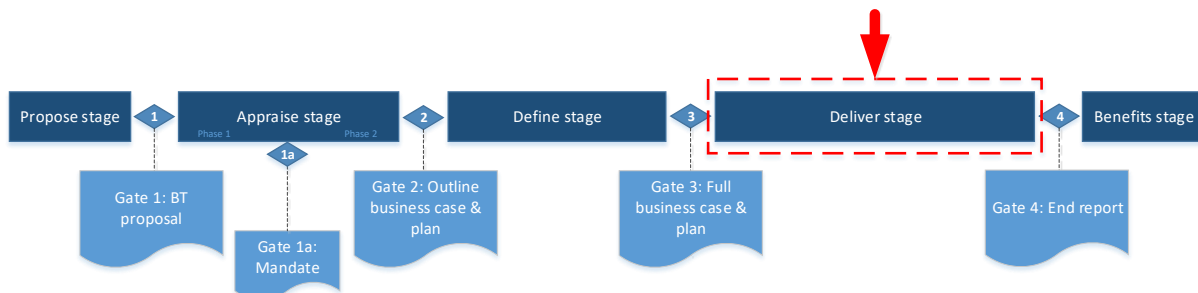 Propose stage
1
Appraise stage
Phase 1
Phase 2
1a
2
Define stage
3
Deliver stage
4
Benefits stage
Gate 1: BT
proposal
Gate 1a:
Mandate
Gate 2: Outline
business case &
plan
Gate 3: Full
business case &
plan
Gate 4: End report